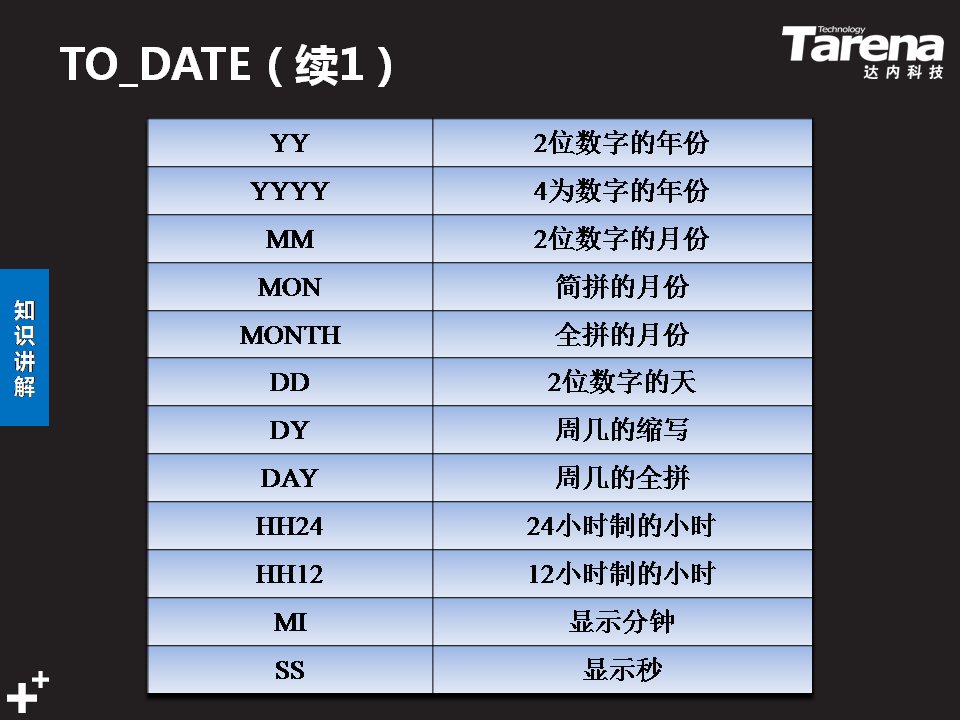 TO_DATE（续1）
Technology
Tarena
达内科技
YY 2位数字的年份
YYYY 4为数字的年份
MM 2位数字的月份
MON 简拼的月份
MONTH 全拼的月份
DD 2位数字的天
DY 周几的缩写
DAY 周几的全拼
HH24 24小时制的小时
HH12 12小时制的小时
MI 显示分钟
SS 显示秒
知识讲解